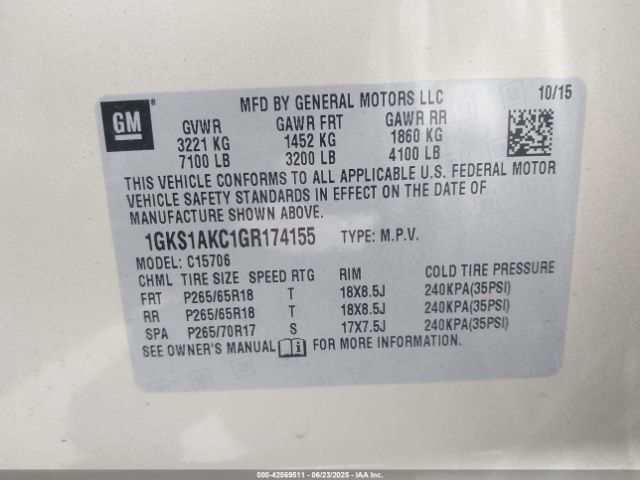 MFD BY GENERAL MOTORS LLC 10/15
GM
GVWR GAWR FRT GAWR RR
3221 KG 1452 KG 1860 KG
7100 LB 3200 LB 4100 LB
THIS VEHICLE CONFORMS TO ALL APPLICABLE U.S. FEDERAL MOTOR
VEHICLE SAFETY STANDARDS IN EFFECT ON THE DATE OF
MANUFACTURE SHOWN ABOVE.
1GKS1AKC1GR174155 TYPE: M.P.V.
MODEL: C15706
CHML TIRE SIZE SPEED RTG RIM COLD TIRE PRESSURE
FRT P265/65R18 T 18X8.5J 240KPA(35PSI)
RR P265/65R18 T 18X8.5J 240KPA(35PSI)
SPA P265/70R17 S 17X7.5J 240KPA(35PSI)
SEE OWNER'S MANUAL FOR MORE INFORMATION
000-42569511 - 06/23/2025 - IAAI.com